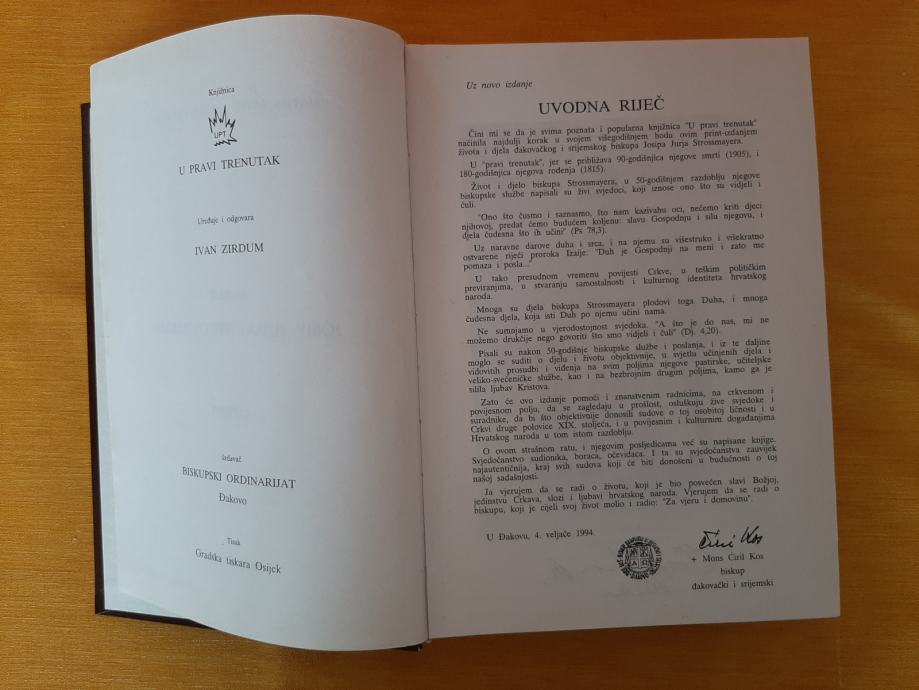 Knjižnica
UPT
U PRAVI TRENUTAK
Uređuje i odgovara
IVAN ZIRDUM
Izdavač
BISKUPSKI ORDINARIJAT
Đakovo
Tisak
Gradska tiskara Osijek
Uz novo izdanje
UVODNA RIJEČ
Čini mi se da je svima poznata i popularna knjižnica "U pravi trenutak"
načinila najdulji korak u svojem višegodišnjem hodu ovim print-izdanjem
života i djela đakovačkog i srijemskog biskupa Josipa Jurja Strossmayera.
U "pravi trenutak", jer se približava 90-godišnjica njegove smrti (1905), i
180-godišnjica njegova rođenja (1815).
Život i djelo biskupa Strossmayera, u 50-godišnjem razdoblju njegove
biskupske službe napisali su živi svjedoci, koji iznose ono što su vidjeli i
čuli.
"Ono što čusmo i saznasmo, što nam kazivahu oci, nećemo kriti djeci
njihovoj, predat ćemo budućem koljenu: slavu Gospodnju i silu njegovu, i
djela čudesna što ih učini" (Ps 78,3).
Uz naravne darove duha i srca, i na njemu su višestruko i višekratno
ostvarene riječi proroka Izaije: "Duh je Gospodnji na meni i zato me
pomaza i posla..."
U tako presudnom vremenu povijesti Crkve, u teškim političkim
previranjima, u stvaranju samostalnosti i kulturnog identiteta hrvatskog
naroda.
Mnoga su djela biskupa Strossmayera plodovi toga Duha, i mnoga
čudesna djela, koja isti Duh po njemu učini nama.
Ne sumnjamo u vjerodostojnost svjedoka. "A što je do nas, mi ne
možemo drukčije nego govoriti što smo vidjeli i čuli" (Dj. 4,20).
Pisali su nakon 50-godišnje biskupske službe i poslanja, i iz te daljine
moglo se suditi o djelu i životu objektivnije, u svjetlu učinjenih djela i
vidovitih prosudbi i viđenja na svim poljima njegove pastirske, učiteljske
veliko-svećeničke službe, kao i na bezbrojnim drugim poljima, kamo ga je
silila ljubav Kristova.
Zato će ovo izdanje pomoći i znanstvenim radnicima, na crkvenom i
povijesnom polju, da se zagledaju u prošlost, osluškuju žive svjedoke i
suradnike, da bi što objektivnije donosili sudove o toj osobitoj ličnosti i u
Crkvi druge polovice XIX. stoljeća, i u povijesnim i kulturnim događanjima
Hrvatskog naroda u tom istom razdoblju.
O ovom strašnom ratu, i njegovim posljedicama već su napisane knjige.
Svjedočanstvo sudionika, boraca, očevidaca. I ta su svjedočanstva zauvijek
najautentičnija, kraj svih sudova koji će biti donošeni u budućnosti o toj
našoj sadašnjosti.
Ja vjerujem da se radi o životu, koji je bio posvećen slavi Božjoj,
jedinstvu Crkava, slozi i ljubavi hrvatskog naroda. Vjerujem da se radi o
biskupu, koji je cijeli svoj život molio i radio: "Za vjeru i domovinu".
U Đakovu, 4. veljače 1994.
Ćiril Kos
+ Mons Ciril Kos
biskup
đakovački i srijemski